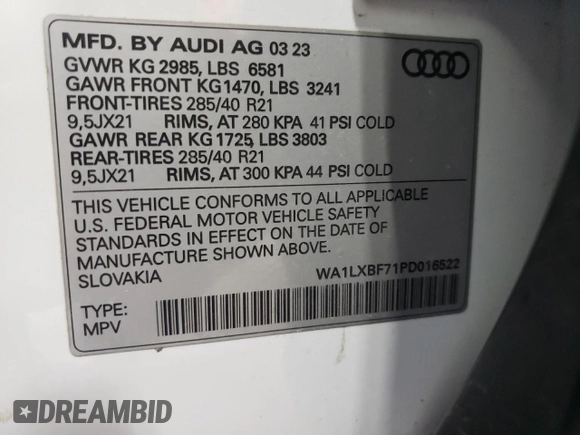 MFD. BY AUDI AG 03 23
GVWR KG 2985, LBS 6581
GAWR FRONT KG1470, LBS 3241
FRONT-TIRES 285/40 R21
9,5JX21 RIMS, AT 280 KPA 41 PSI COLD
GAWR REAR KG 1725, LBS 3803
REAR-TIRES 285/40 R21
9,5JX21 RIMS, AT 300 KPA 44 PSI COLD
THIS VEHICLE CONFORMS TO ALL APPLICABLE
U.S. FEDERAL MOTOR VEHICLE SAFETY
STANDARDS IN EFFECT ON THE DATE OF
MANUFACTURE SHOWN ABOVE.
SLOVAKIA
WA1LXBF71PD016522
TYPE:
MPV
DREAMBID